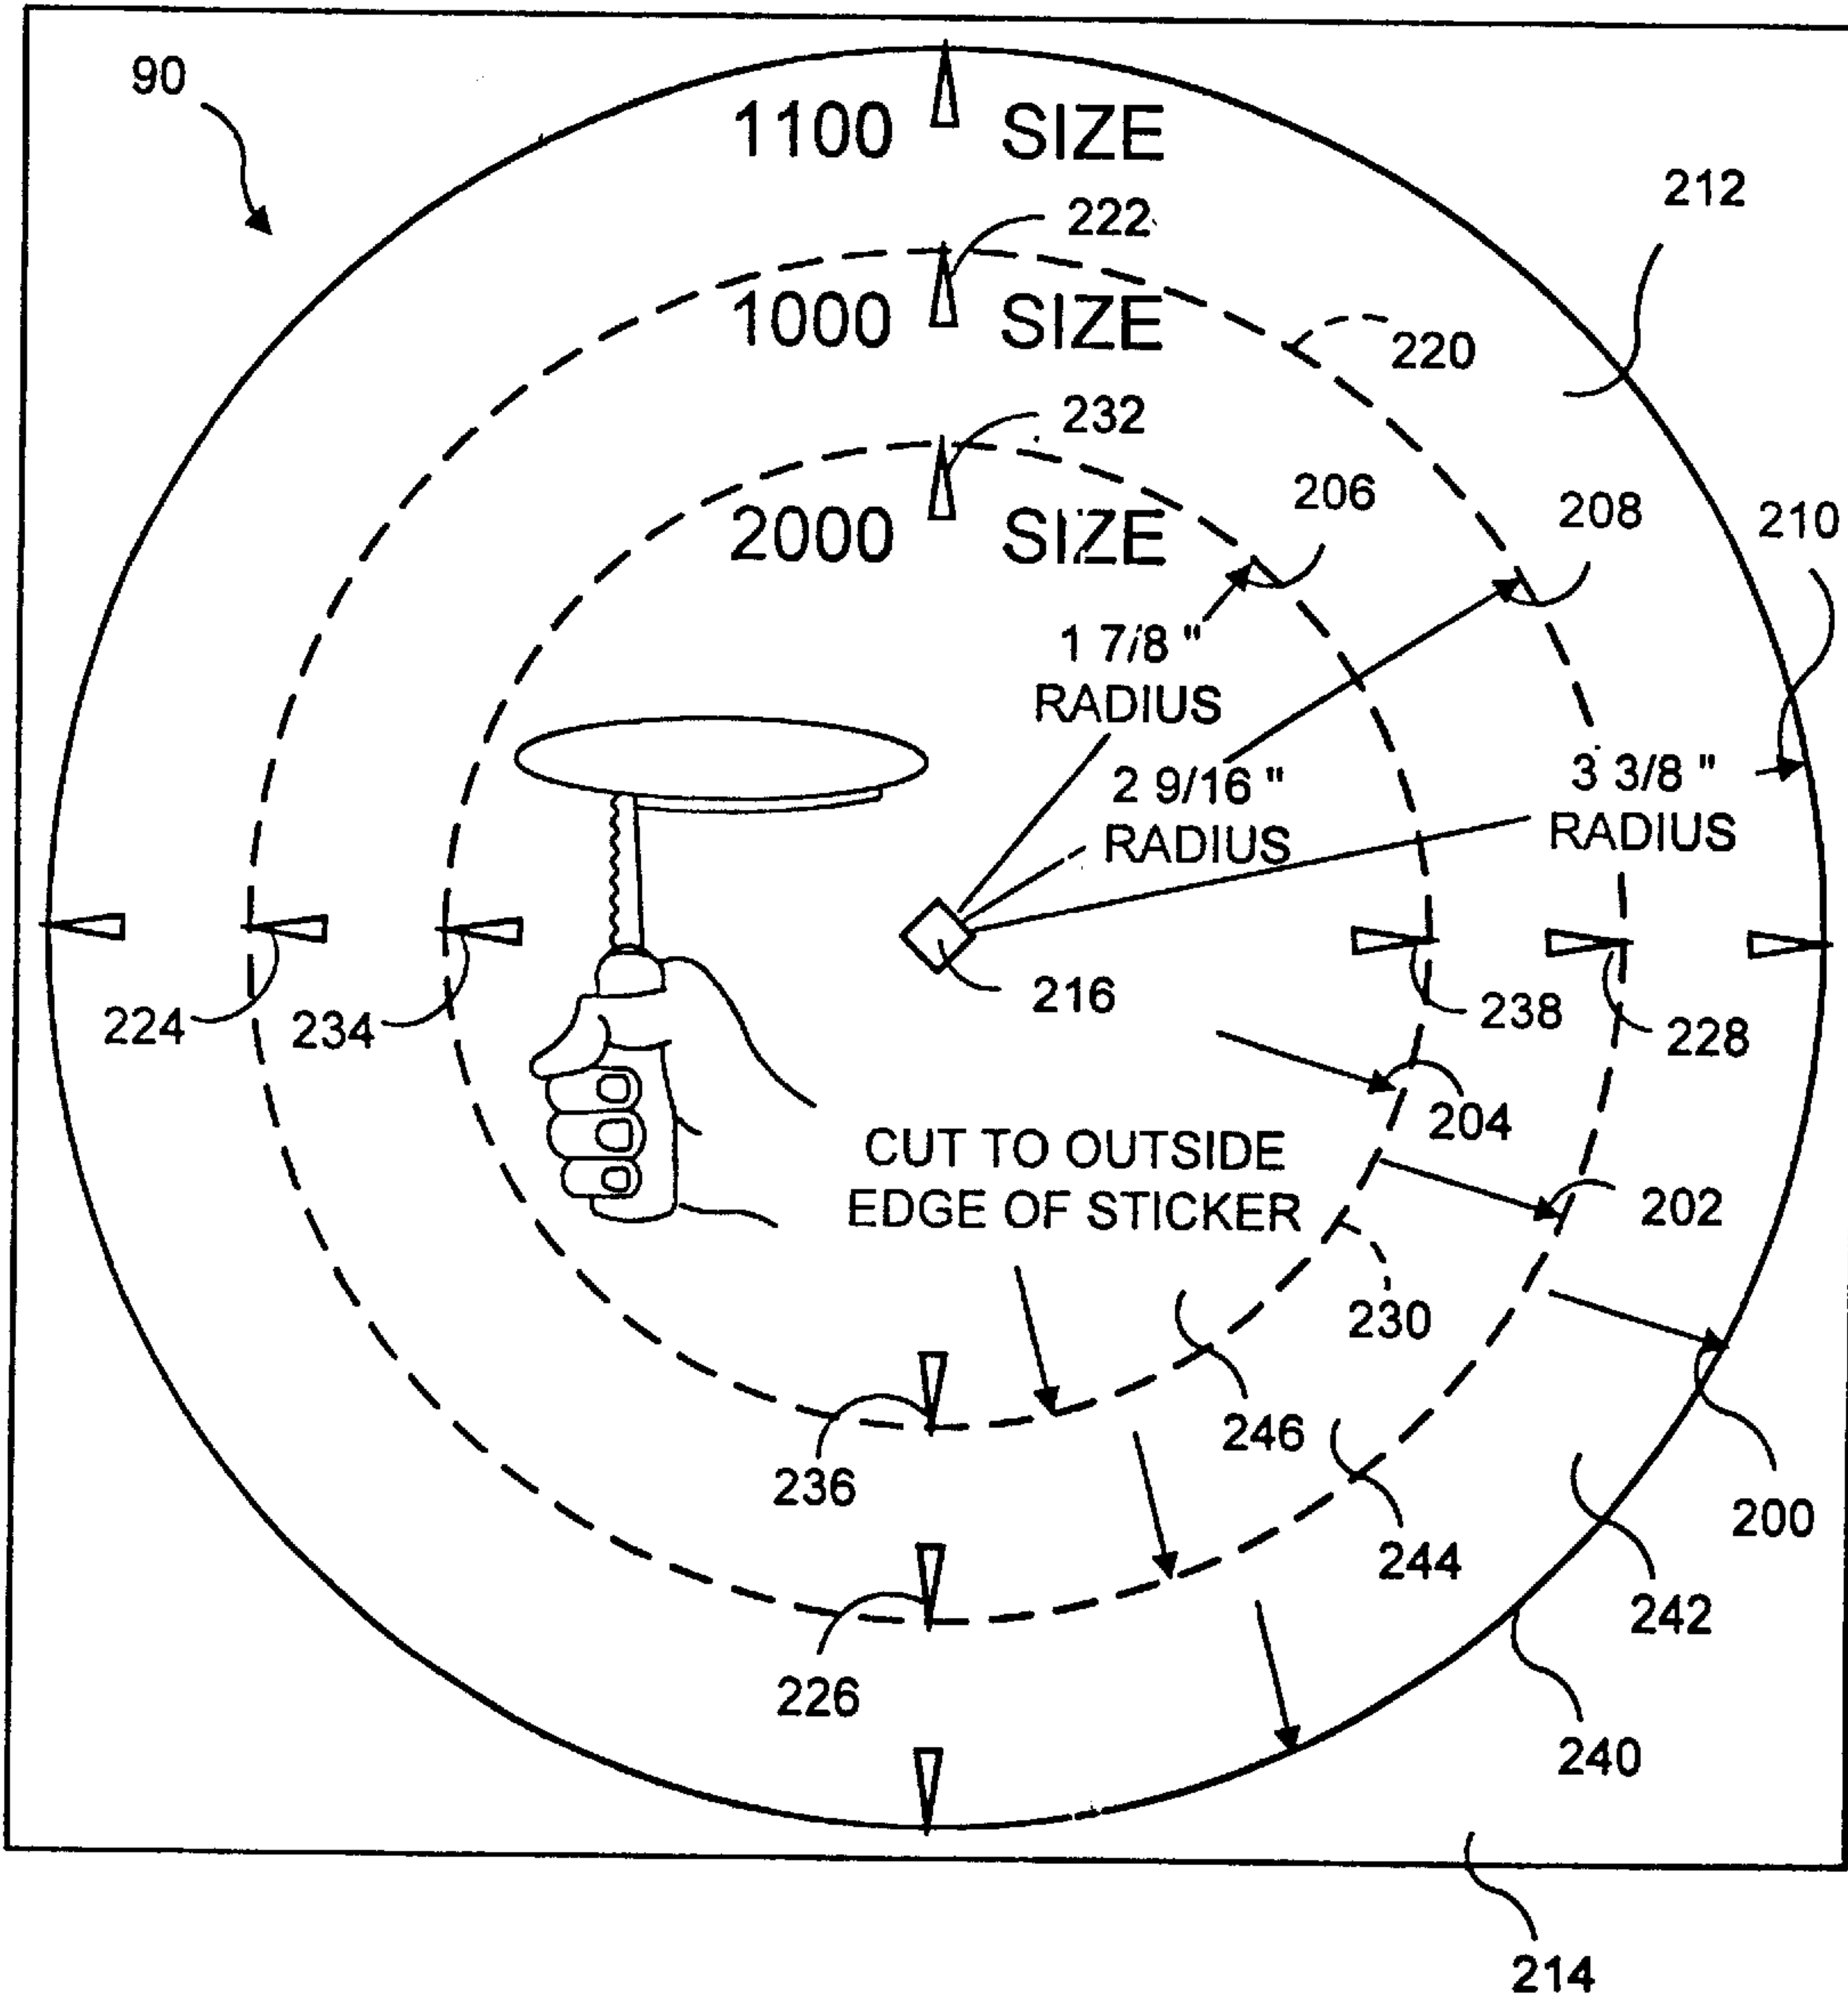 90
1100 SIZE
212
222
1000 SIZE
220
232
206
208
210
2000 SIZE
1 7/8 "
RADIUS
2 9/16 "
RADIUS
3 3/8 "
RADIUS
224
234
216
238
228
204
CUT TO OUTSIDE
EDGE OF STICKER
202
230
246
236
200
244
242
226
240
214